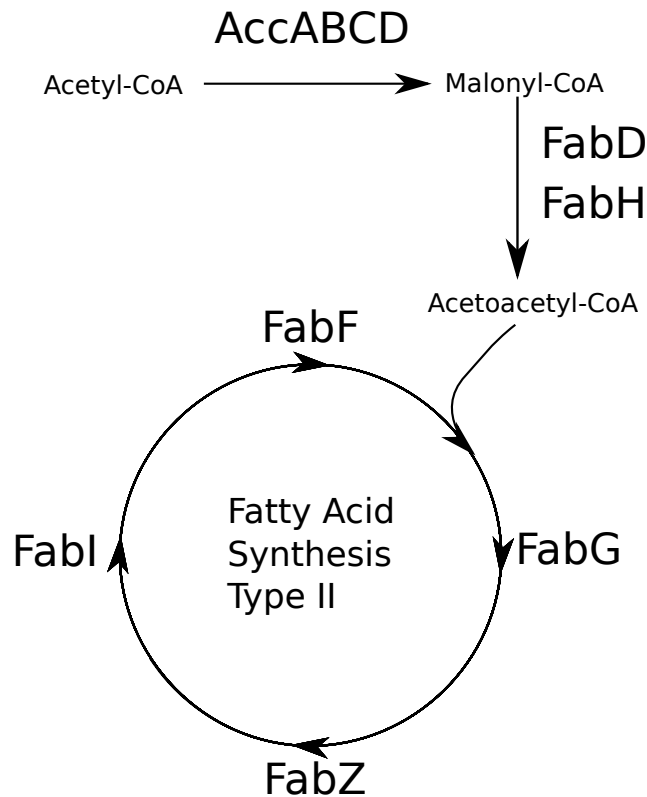 AccABCD
Acetyl-CoA
Malonyl-CoA
FabD
FabH
Acetoacetyl-CoA
FabF
Fatty Acid
Synthesis
Type II
FabI
FabG
FabZ